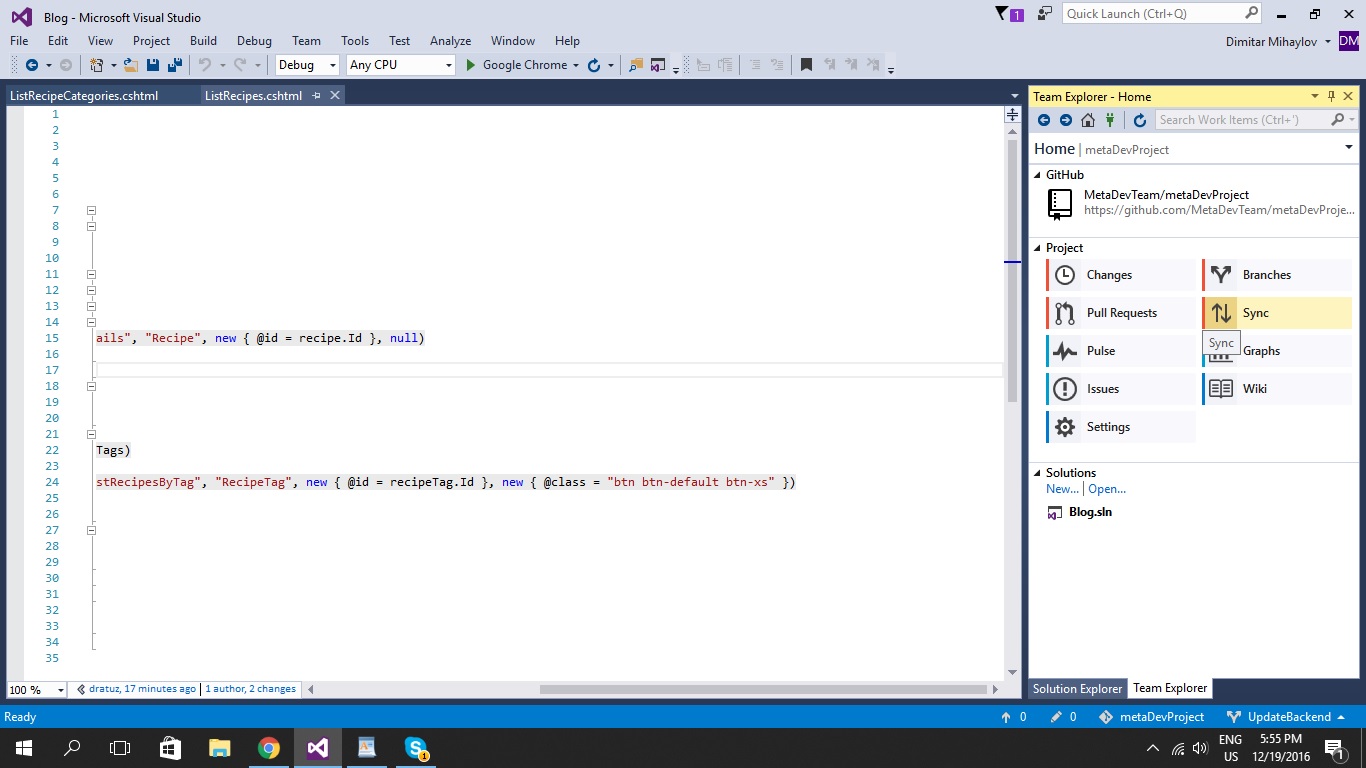 Blog - Microsoft Visual Studio
1
Quick Launch (Ctrl+Q)
File Edit View Project Build Debug Team Tools Test Analyze Window Help
Dimitar Mihaylov
DM
Debug Any CPU Google Chrome
ListRecipeCategories.cshtml ListRecipes.cshtml
1
2
3
4
5
6
7
8
9
10
11
12
13
14
15 ails", "Recipe", new { @id = recipe.Id }, null)
16
17
18
19
20
21
22 Tags)
23
24 stRecipesByTag", "RecipeTag", new { @id = recipeTag.Id }, new { @class = "btn btn-default btn-xs" })
25
26
27
28
29
30
31
32
33
34
35
100 % dratuz, 17 minutes ago | 1 author, 2 changes
Team Explorer - Home
Search Work Items (Ctrl+')
Home | metaDevProject
GitHub
MetaDevTeam/metaDevProject
https://github.com/MetaDevTeam/metaDevProje...
Project
Changes Branches
Pull Requests Sync
Sync
Pulse Graphs
Issues Wiki
Settings
Solutions
New... | Open...
Blog.sln
Solution Explorer Team Explorer
Ready 0 0 metaDevProject UpdateBackend
1
ENG
US
5:55 PM
12/19/2016
1